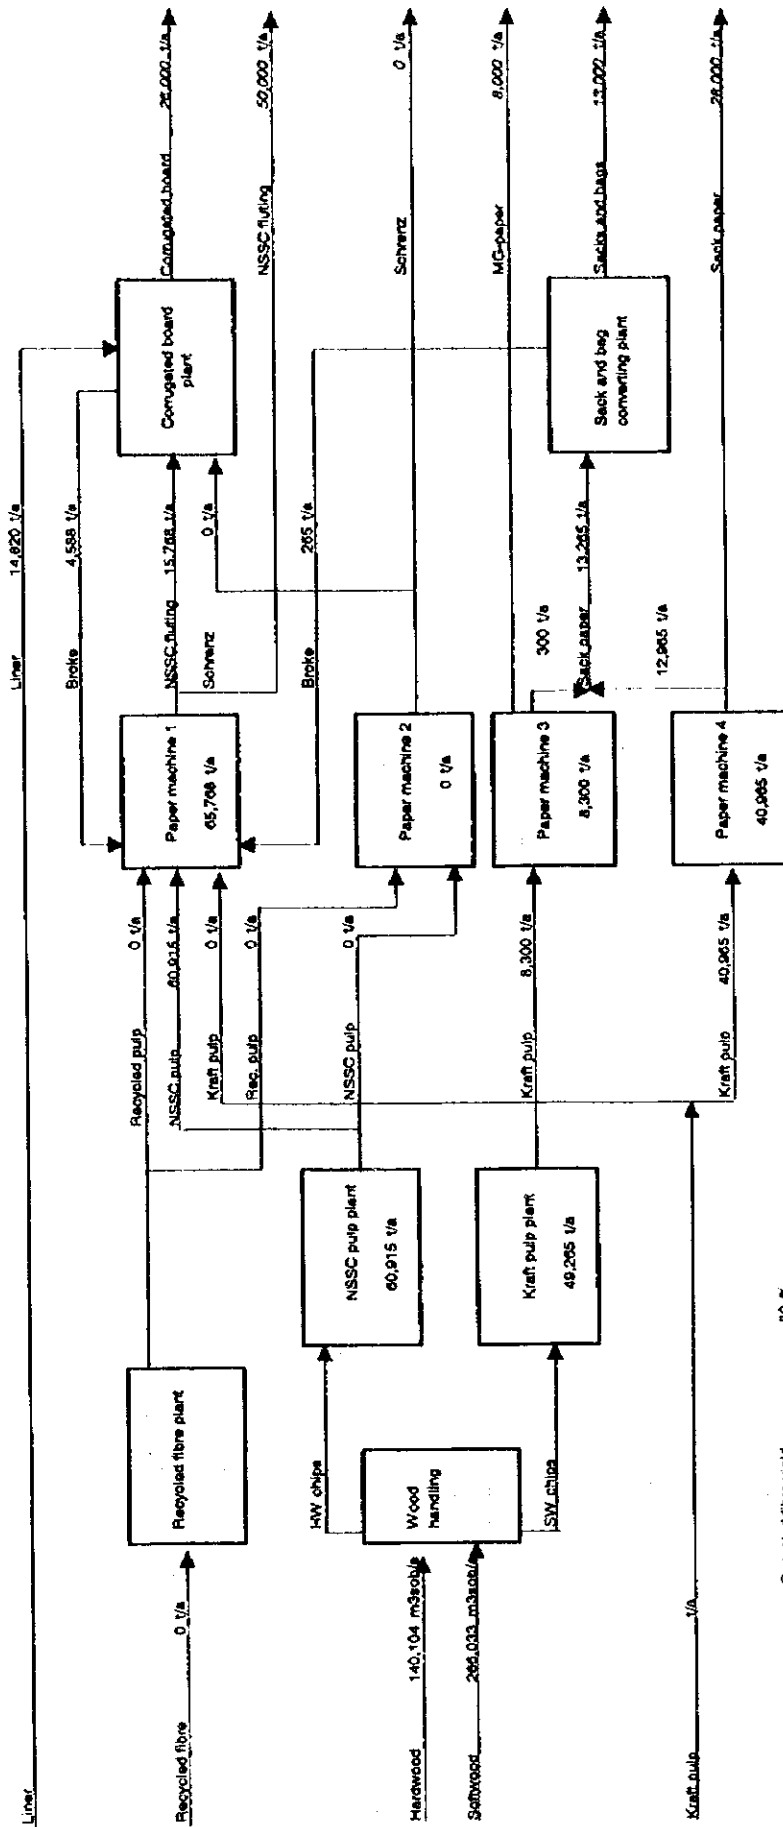 Liner 14,820 t/a
Broke 4,588 t/a
Corrugated board plant
Corrugated board 26,000 t/a
Recycled fibre 0 t/a
Recycled fibre plant
Recycled pulp 0 t/a
NSSC pulp 60,915 t/a
Kraft pulp 0 t/a
Rec. pulp 0 t/a
Paper machine 1
65,768 t/a
NSSC fluting 15,768 t/a
Schrenz 0 t/a
NSSC fluting 50,000 t/a
Broke 265 t/a
Hardwood 140,104 m3sob/a
Softwood 266,033 m3sob/a
Wood handling
HW chips
SW chips
NSSC pulp plant
60,915 t/a
NSSC pulp 0 t/a
Paper machine 2
0 t/a
Schrenz 0 t/a
Kraft pulp plant
49,265 t/a
Kraft pulp 8,300 t/a
Paper machine 3
8,300 t/a
MG-paper 8,000 t/a
300 t/a
Sack paper 13,265 t/a
12,965 t/a
Sack and bag converting plant
Sacks and bags 13,000 t/a
Kraft pulp t/a
Kraft pulp 40,965 t/a
Paper machine 4
40,965 t/a
Sack paper 28,000 t/a